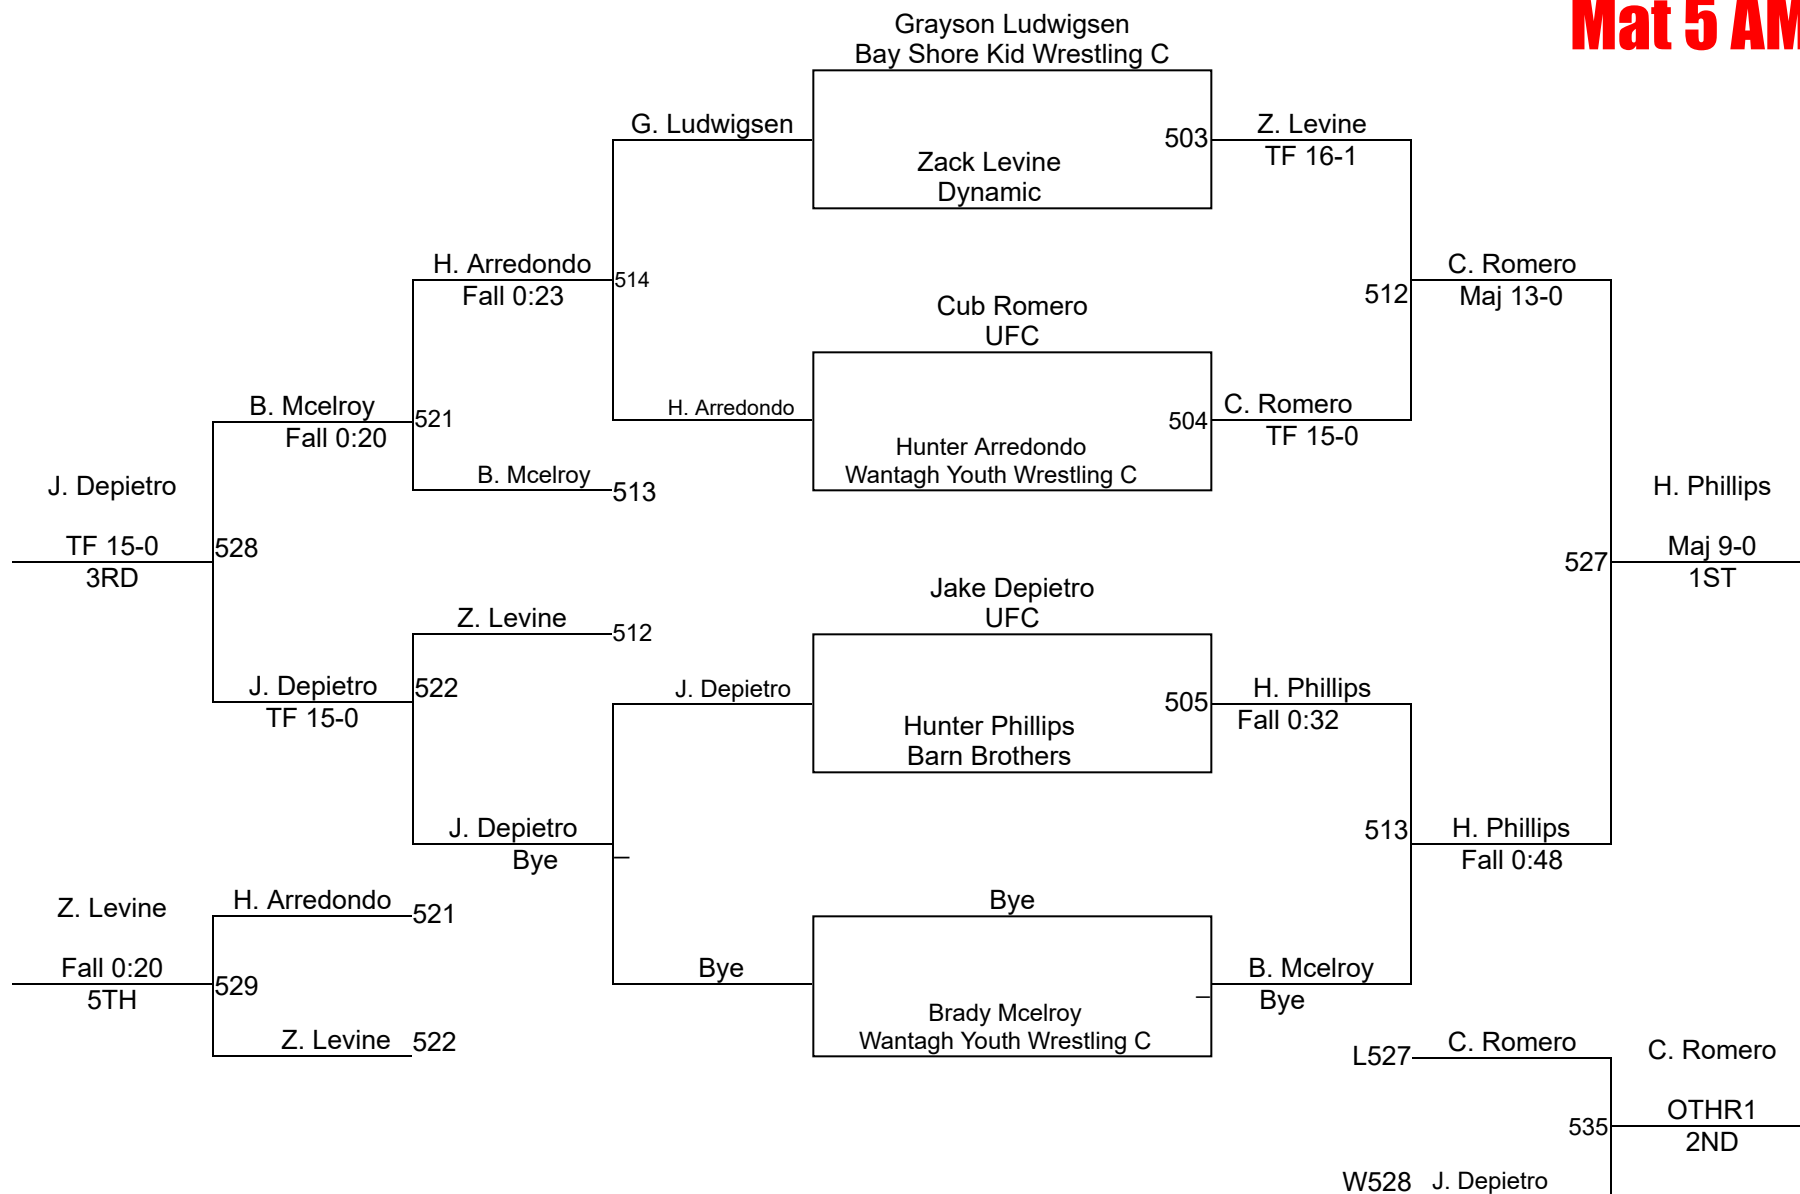 Mat 5 AM
Grayson Ludwigsen
Bay Shore Kid Wrestling C
G. Ludwigsen
503
Z. Levine
TF 16-1
Zack Levine
Dynamic
H. Arredondo
Fall 0:23
514
512
C. Romero
Maj 13-0
Cub Romero
UFC
B. Mcelroy
Fall 0:20
521
H. Arredondo
504
C. Romero
TF 15-0
Hunter Arredondo
Wantagh Youth Wrestling C
B. Mcelroy
513
J. Depietro
TF 15-0
3RD
528
H. Phillips
527
Maj 9-0
1ST
Jake Depietro
UFC
Z. Levine
512
J. Depietro
TF 15-0
522
J. Depietro
505
H. Phillips
Fall 0:32
Hunter Phillips
Barn Brothers
J. Depietro
Bye
513
H. Phillips
Fall 0:48
Z. Levine
H. Arredondo
521
Bye
Fall 0:20
5TH
529
Bye
B. Mcelroy
Bye
Brady Mcelroy
Wantagh Youth Wrestling C
Z. Levine
522
L527
C. Romero
C. Romero
535
OTHR1
2ND
W528
J. Depietro